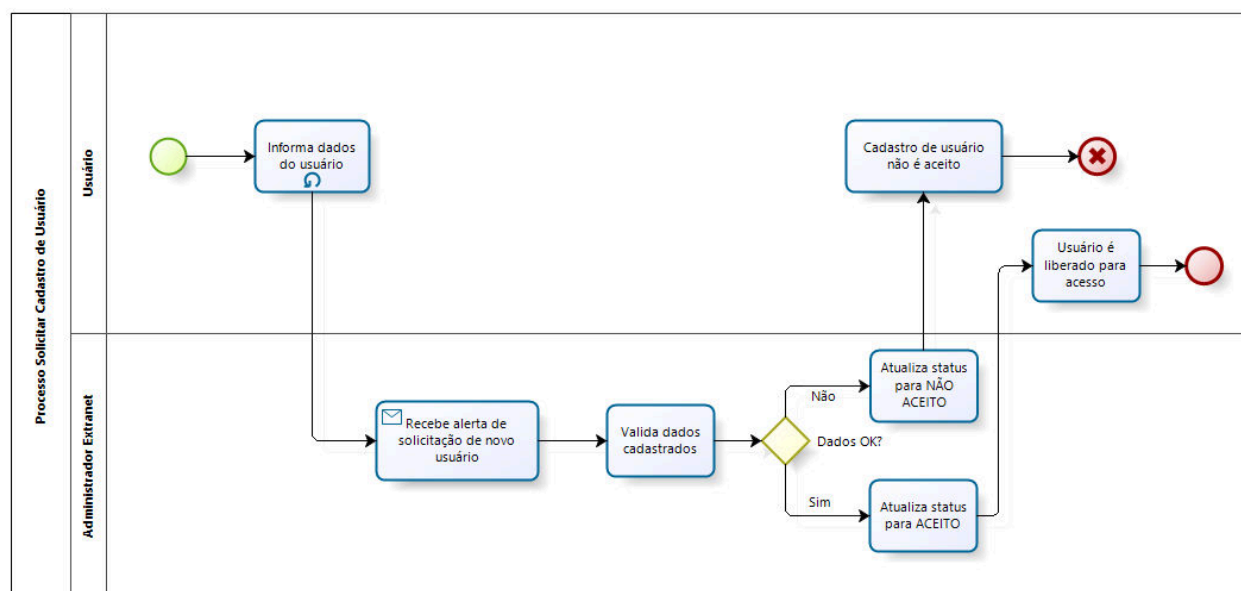 Processo Solicitar Cadastro de Usuário
Usuário
Informa dados
do usuário
Cadastro de usuário
não é aceito
Usuário é
liberado para
acesso
Administrador Extranet
Recebe alerta de
solicitação de novo
usuário
Valida dados
cadastrados
Dados OK?
Não
Atualiza status
para NÃO
ACEITO
Sim
Atualiza status
para ACEITO